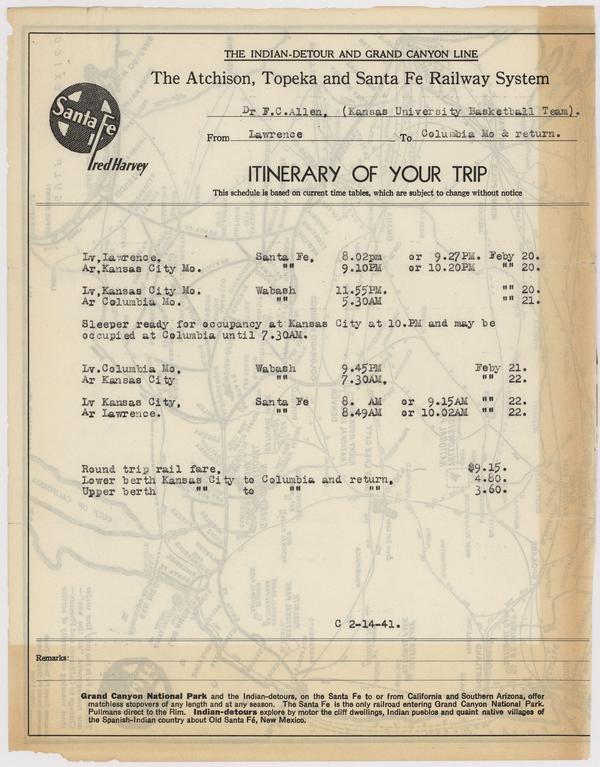 THE INDIAN-DETOUR AND GRAND CANYON LINE
The Atchison, Topeka and Santa Fe Railway System
Santa Fe
Fred Harvey
Dr F.C.Allen, (Kansas University Basketball Team).
From Lawrence To Columbia Mo & return.
ITINERARY OF YOUR TRIP
This schedule is based on current time tables, which are subject to change without notice
Lv,Lawrence, Santa Fe, 8.02pm or 9.27PM. Feby 20.
Ar,Kansas City Mo. "" 9.10PM or 10.20PM "" 20.
Lv,Kansas City Mo. Wabash 11.55PM. "" 20.
Ar Columbia Mo. "" 5.30AM "" 21.
Sleeper ready for occupancy at Kansas City at 10.PM and may be
occupied at Columbia until 7.30AM.
Lv.Columbia Mo, Wabash 9.45PM Feby 21.
Ar Kansas City "" 7.30AM, "" 22.
Lv Kansas City, Santa Fe 8. AM or 9.15AM "" 22.
Ar Lawrence. "" 8.49AM or 10.02AM "" 22.
Round trip rail fare, $9.15.
Lower berth Kansas City to Columbia and return, 4.80.
Upper berth "" to "" "" 3.60.
C 2-14-41.
Remarks:
Grand Canyon National Park and the Indian-detours, on the Santa Fe to or from California and Southern Arizona, offer
matchless stopovers of any length and at any season. The Santa Fe is the only railroad entering Grand Canyon National Park.
Pullmans direct to the Rim. Indian-detours explore by motor the cliff dwellings, Indian pueblos and quaint native villages of
the Spanish-Indian country about Old Santa Fé, New Mexico.